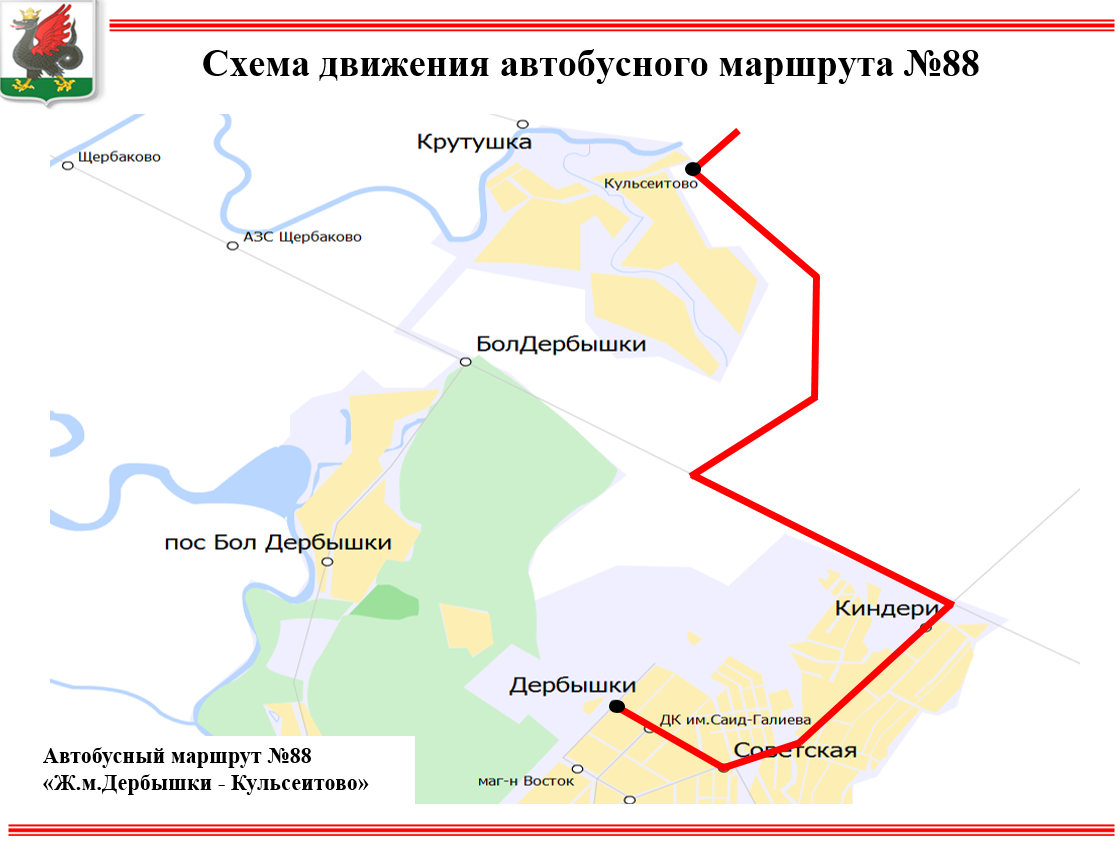 Схема движения автобусного маршрута №88
Крутушка
Щербаково
Кульсеитово
АЗС Щербаково
БолДербышки
пос Бол Дербышки
Киндери
Дербышки
ДК им.Саид-Галиева
Советская
маг-н Восток
Автобусный маршрут №88
«Ж.м.Дербышки - Кульсеитово»